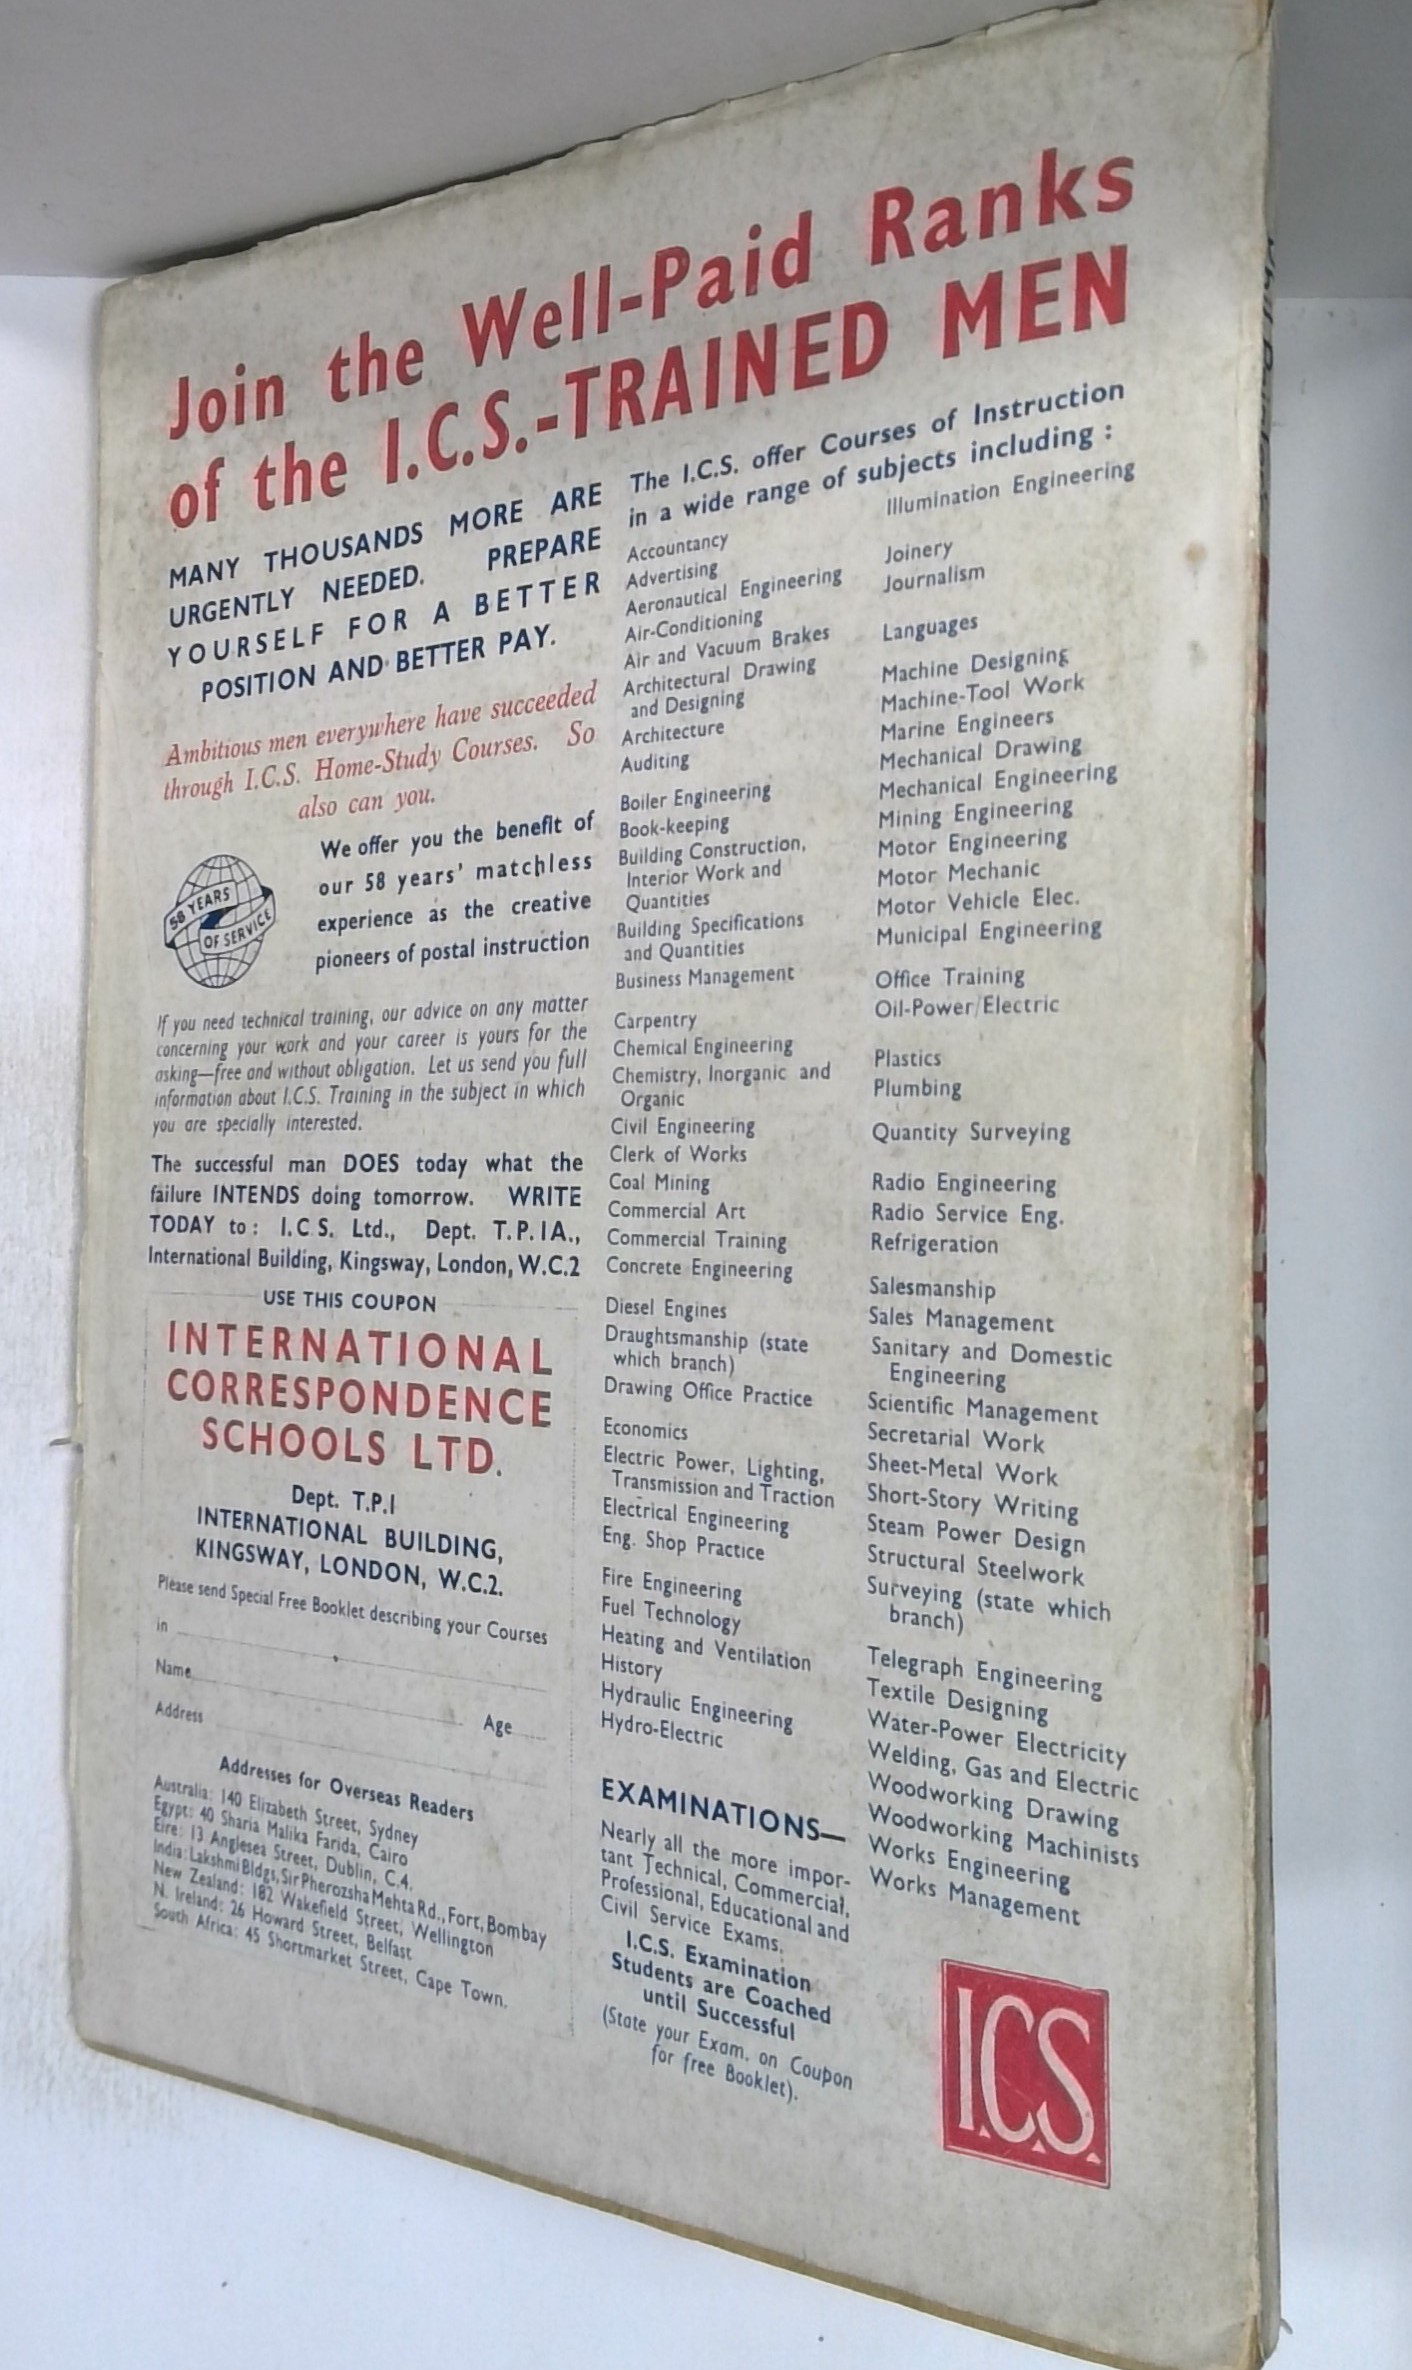 Join the Well-Paid Ranks
of the I.C.S.-TRAINED MEN
MANY THOUSANDS MORE ARE
URGENTLY NEEDED. PREPARE
YOURSELF FOR A BETTER
POSITION AND BETTER PAY.
Ambitious men everywhere have succeeded
through I.C.S. Home-Study Courses. So
also can you.
58 YEARS
OF SERVICE
We offer you the benefit of
our 58 years' matchless
experience as the creative
pioneers of postal instruction
If you need technical training, our advice on any matter
concerning your work and your career is yours for the
asking—free and without obligation. Let us send you full
information about I.C.S. Training in the subject in which
you are specially interested.
The successful man DOES today what the
failure INTENDS doing tomorrow. WRITE
TODAY to: I.C.S. Ltd., Dept. T.P.IA.,
International Building, Kingsway, London, W.C.2
USE THIS COUPON
INTERNATIONAL
CORRESPONDENCE
SCHOOLS LTD.
Dept. T.P.I
INTERNATIONAL BUILDING,
KINGSWAY, LONDON, W.C.2.
Please send Special Free Booklet describing your Courses
in
Name
Age
Address
Addresses for Overseas Readers
Australia: 140 Elizabeth Street, Sydney
Egypt: 40 Sharia Malika Farida, Cairo
Eire: 13 Anglesea Street, Dublin, C.4.
India: Lakshmi Bldgs, Sir Pherozsha Mehta Rd., Fort, Bombay
New Zealand: 182 Wakefield Street, Wellington
N. Ireland: 26 Howard Street, Belfast
South Africa: 45 Shortmarket Street, Cape Town.
The I.C.S. offer Courses of Instruction
in a wide range of subjects including :
Accountancy
Advertising
Aeronautical Engineering
Air-Conditioning
Air and Vacuum Brakes
Architectural Drawing
and Designing
Architecture
Auditing
Boiler Engineering
Book-keeping
Building Construction,
Interior Work and
Quantities
Building Specifications
and Quantities
Business Management
Carpentry
Chemical Engineering
Chemistry, Inorganic and
Organic
Civil Engineering
Clerk of Works
Coal Mining
Commercial Art
Commercial Training
Concrete Engineering
Diesel Engines
Draughtsmanship (state
which branch)
Drawing Office Practice
Economics
Electric Power, Lighting,
Transmission and Traction
Electrical Engineering
Eng. Shop Practice
Fire Engineering
Fuel Technology
Heating and Ventilation
History
Hydraulic Engineering
Hydro-Electric
EXAMINATIONS—
Nearly all the more impor-
tant Technical, Commercial,
Professional, Educational and
Civil Service Exams.
I.C.S. Examination
Students are Coached
until Successful
(State your Exam. on Coupon
for free Booklet).
Illumination Engineering
Joinery
Journalism
Languages
Machine Designing
Machine-Tool Work
Marine Engineers
Mechanical Drawing
Mechanical Engineering
Mining Engineering
Motor Engineering
Motor Mechanic
Motor Vehicle Elec.
Municipal Engineering
Office Training
Oil-Power/Electric
Plastics
Plumbing
Quantity Surveying
Radio Engineering
Radio Service Eng.
Refrigeration
Salesmanship
Sales Management
Sanitary and Domestic
Engineering
Scientific Management
Secretarial Work
Sheet-Metal Work
Short-Story Writing
Steam Power Design
Structural Steelwork
Surveying (state which
branch)
Telegraph Engineering
Textile Designing
Water-Power Electricity
Welding, Gas and Electric
Woodworking Drawing
Woodworking Machinists
Works Engineering
Works Management
I.C.S.